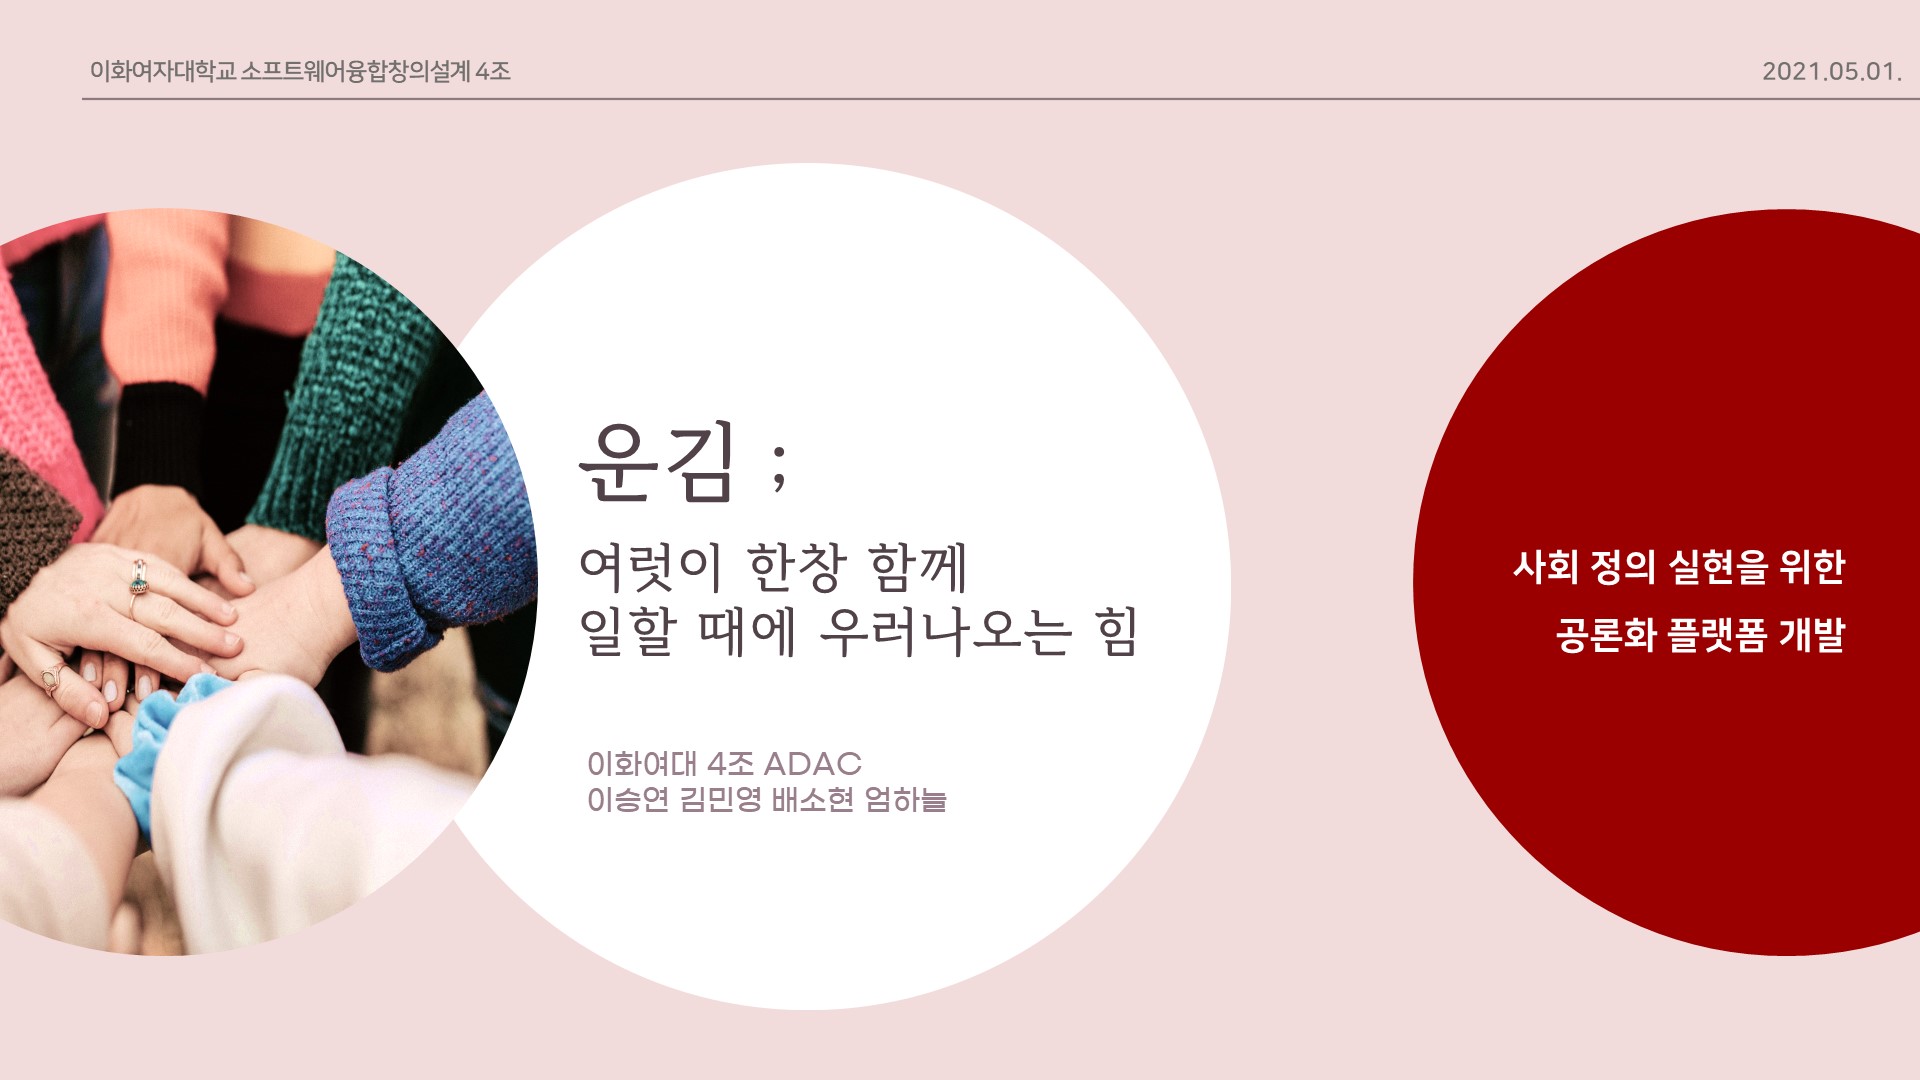 이화여자대학교 소프트웨어융합창의설계 4조
2021.05.01.
운김 ;
여럿이 한창 함께
일할 때에 우러나오는 힘
이화여대 4조 ADAC
이승연 김민영 배소현 엄하늘
사회 정의 실현을 위한
공론화 플랫폼 개발